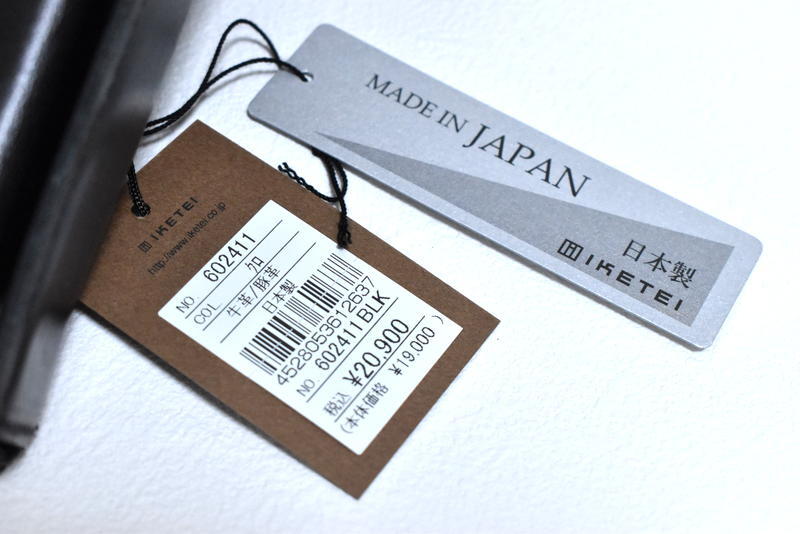 MADE IN JAPAN
日本製
IKETEI
IKETEI
http://www.iketei.co.jp
NO 602411
COL クロ
牛革/豚革
日本製
4528053612637
NO 602411BLK
税込 ¥20,900
(本体価格 ¥19,000)